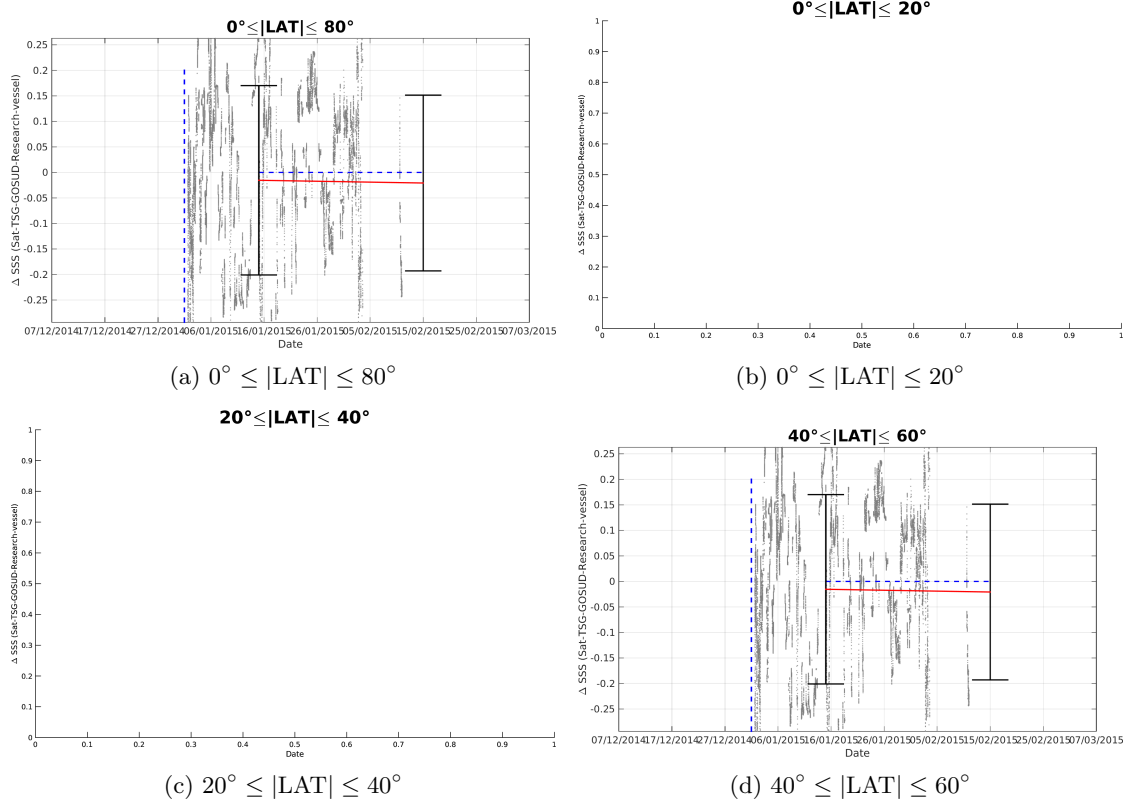 0°≤|LAT|≤ 80°
0.25
0.2
0.15
0.1
0.05
0
-0.05
-0.1
-0.15
-0.2
-0.25
Δ SSS (Sat-TSG-GOSUD-Research-vessel)
07/12/2014 17/12/2014 27/12/2014 06/01/2015 16/01/2015 26/01/2015 05/02/2015 15/02/2015 25/02/2015 07/03/2015
Date
(a) 0° ≤ |LAT| ≤ 80°
0°≤|LAT|≤ 20°
1
0.9
0.8
0.7
0.6
0.5
0.4
0.3
0.2
0.1
0
Δ SSS (Sat-TSG-GOSUD-Research-vessel)
0 0.1 0.2 0.3 0.4 0.5 0.6 0.7 0.8 0.9 1
Date
(b) 0° ≤ |LAT| ≤ 20°
20°≤|LAT|≤ 40°
1
0.9
0.8
0.7
0.6
0.5
0.4
0.3
0.2
0.1
0
Δ SSS (Sat-TSG-GOSUD-Research-vessel)
0 0.1 0.2 0.3 0.4 0.5 0.6 0.7 0.8 0.9 1
Date
(c) 20° ≤ |LAT| ≤ 40°
40°≤|LAT|≤ 60°
0.25
0.2
0.15
0.1
0.05
0
-0.05
-0.1
-0.15
-0.2
-0.25
Δ SSS (Sat-TSG-GOSUD-Research-vessel)
07/12/2014 17/12/2014 27/12/2014 06/01/2015 16/01/2015 26/01/2015 05/02/2015 15/02/2015 25/02/2015 07/03/2015
Date
(d) 40° ≤ |LAT| ≤ 60°